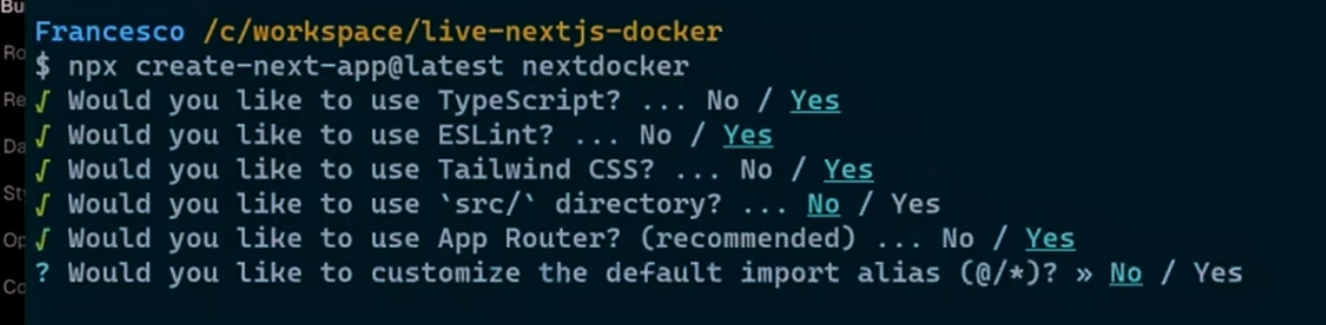 Bu
Francesco /c/workspace/live-nextjs-docker
Ro
$ npx create-next-app@latest nextdocker
Re
√ Would you like to use TypeScript? ... No / Yes
Da
√ Would you like to use ESLint? ... No / Yes
√ Would you like to use Tailwind CSS? ... No / Yes
Sty
√ Would you like to use `src/` directory? ... No / Yes
Op
√ Would you like to use App Router? (recommended) ... No / Yes
? Would you like to customize the default import alias (@/*)? » No / Yes
Co